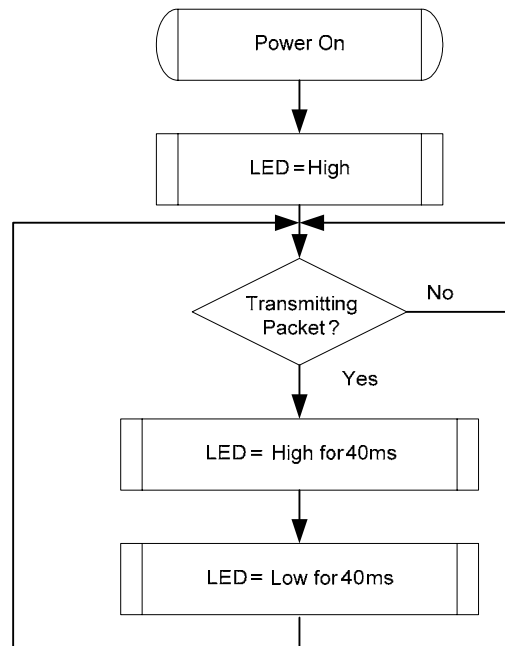 Power On
LED=High
Transmitting
Packet?
No
Yes
LED= High for 40ms
LED= Low for 40ms